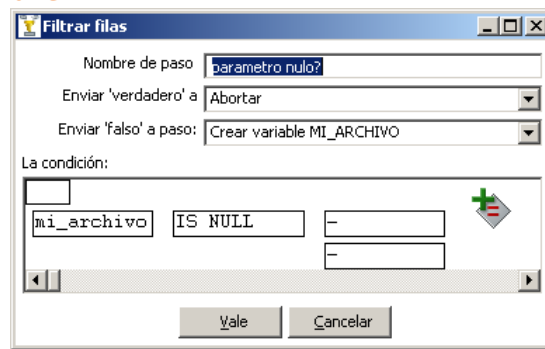 Filtrar filas
Nombre de paso parametro nulo?
Enviar 'verdadero' a Abortar
Enviar 'falso' a paso: Crear variable MI_ARCHIVO
La condición:
mi_archivo IS NULL -
-
Vale Cancelar